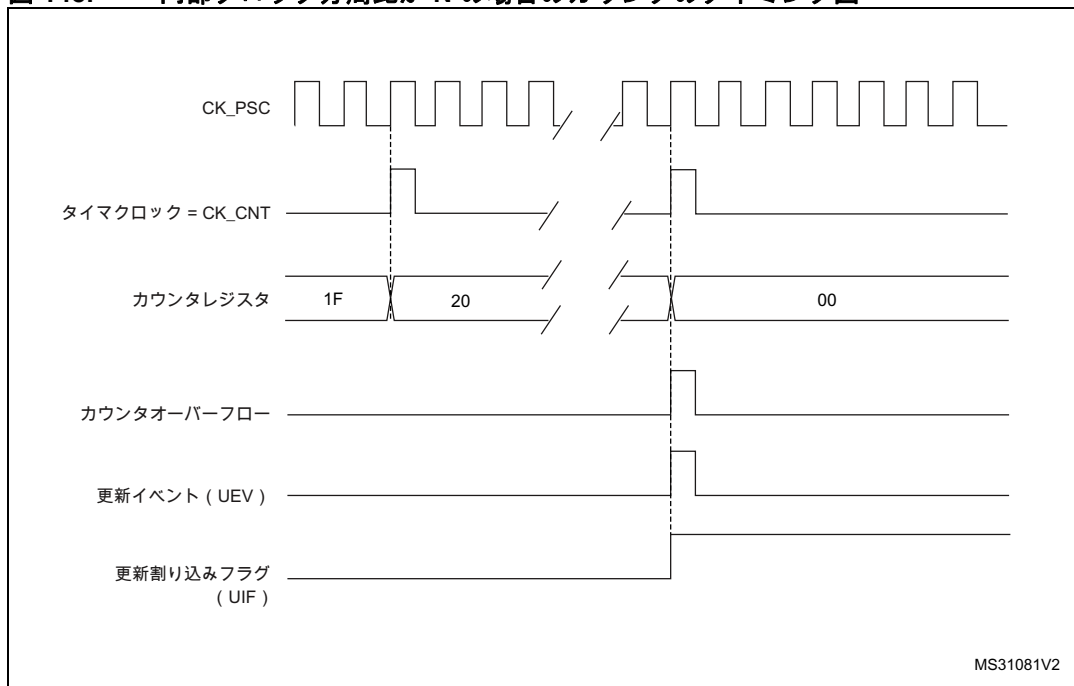 CK_PSC
タイマクロック = CK_CNT
カウンタレジスタ
1F
20
00
カウンタオーバーフロー
更新イベント ( UEV )
更新割り込みフラグ
( UIF )
MS31081V2